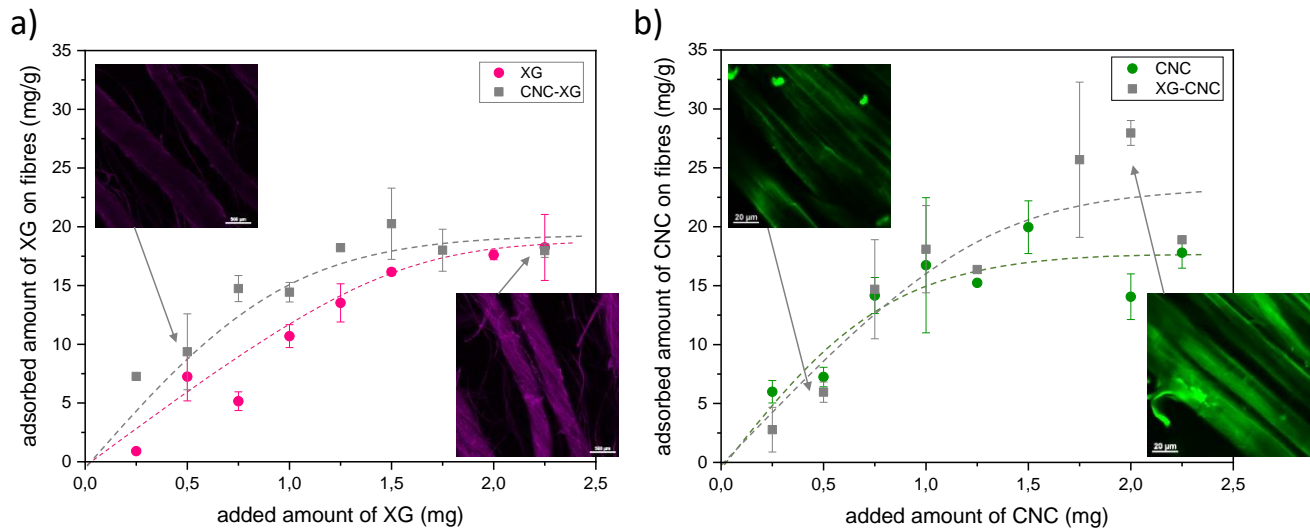 a)
35
30
25
20
15
10
5
0
0,0 0,5 1,0 1,5 2,0 2,5
adsorbed amount of XG on fibres (mg/g)
added amount of XG (mg)
XG
CNC-XG
b)
35
30
25
20
15
10
5
0
0,0 0,5 1,0 1,5 2,0 2,5
adsorbed amount of CNC on fibres (mg/g)
added amount of CNC (mg)
CNC
XG-CNC
20 µm
20 µm